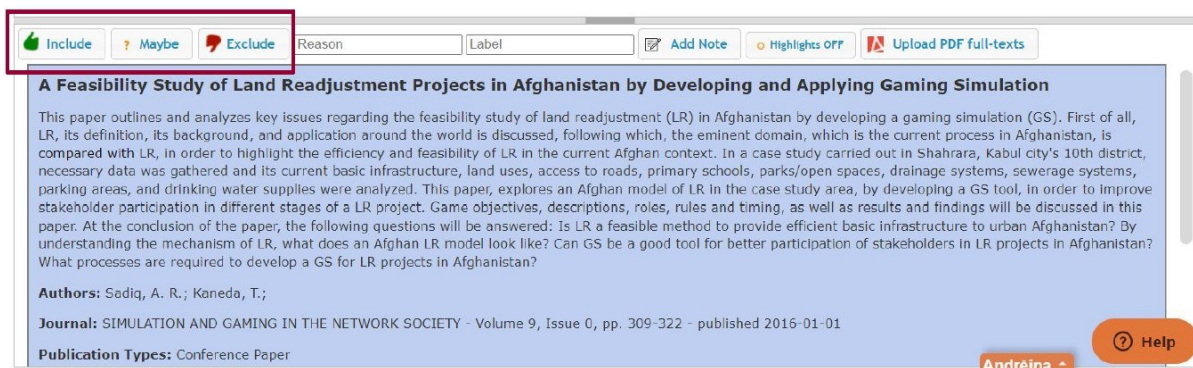 Include ? Maybe Exclude Reason Label Add Note Highlights OFF Upload PDF full-texts
A Feasibility Study of Land Readjustment Projects in Afghanistan by Developing and Applying Gaming Simulation
This paper outlines and analyzes key issues regarding the feasibility study of land readjustment (LR) in Afghanistan by developing a gaming simulation (GS). First of all,
LR, its definition, its background, and application around the world is discussed, following which, the eminent domain, which is the current process in Afghanistan, is
compared with LR, in order to highlight the efficiency and feasibility of LR in the current Afghan context. In a case study carried out in Shahrara, Kabul city's 10th district,
necessary data was gathered and its current basic infrastructure, land uses, access to roads, primary schools, parks/open spaces, drainage systems, sewerage systems,
parking areas, and drinking water supplies were analyzed. This paper, explores an Afghan model of LR in the case study area, by developing a GS tool, in order to improve
stakeholder participation in different stages of a LR project. Game objectives, descriptions, roles, rules and timing, as well as results and findings will be discussed in this
paper. At the conclusion of the paper, the following questions will be answered: Is LR a feasible method to provide efficient basic infrastructure to urban Afghanistan? By
understanding the mechanism of LR, what does an Afghan LR model look like? Can GS be a good tool for better participation of stakeholders in LR projects in Afghanistan?
What processes are required to develop a GS for LR projects in Afghanistan?
Authors: Sadiq, A. R.; Kaneda, T.;
Journal: SIMULATION AND GAMING IN THE NETWORK SOCIETY - Volume 9, Issue 0, pp. 309-322 - published 2016-01-01
? Help
Publication Types: Conference Paper
Andréina